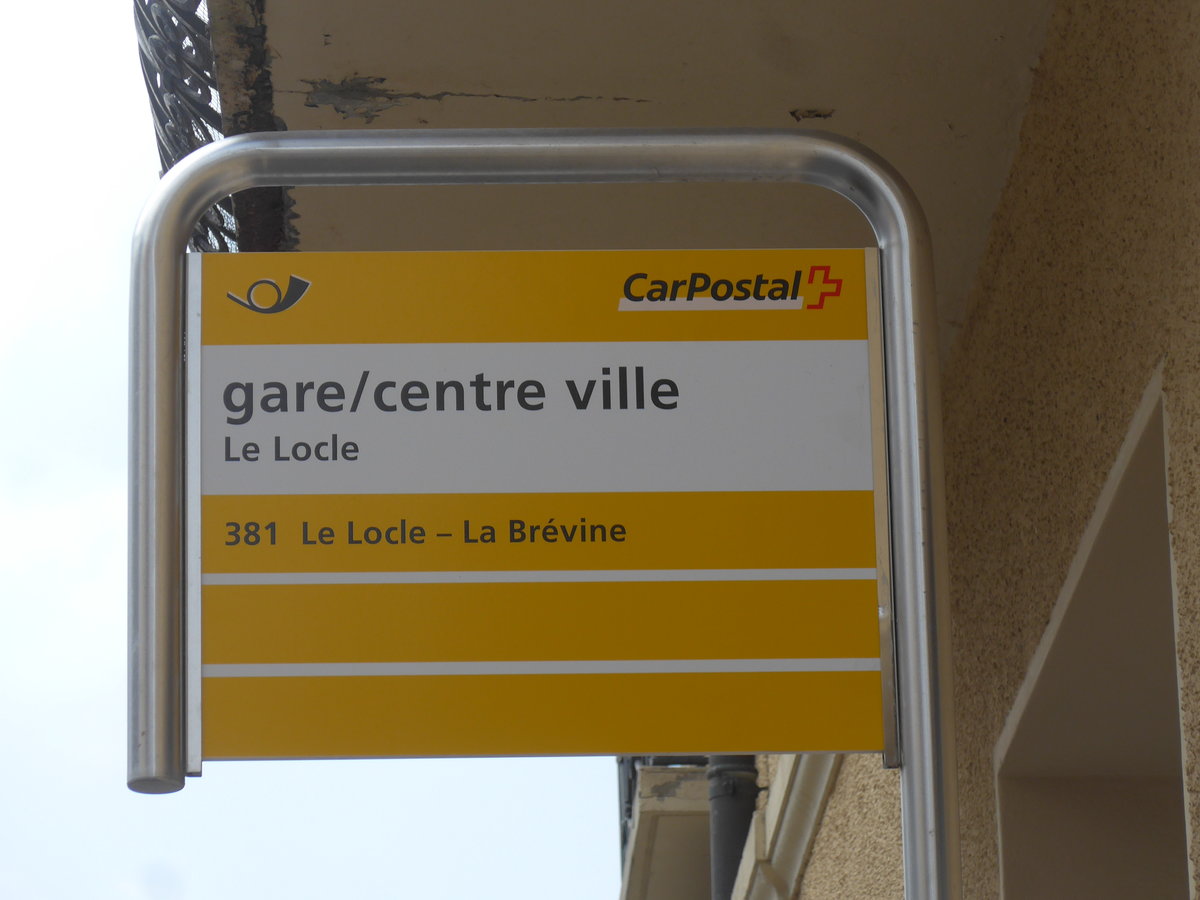 CarPostal
gare/centre ville
Le Locle
381 Le Locle – La Brévine